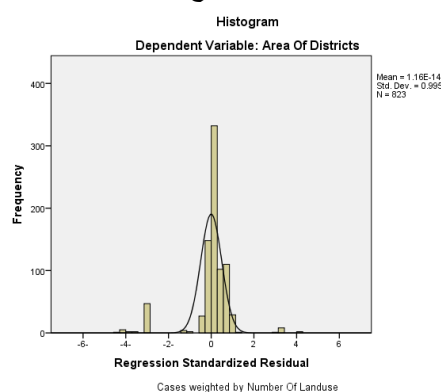 Histogram
Dependent Variable: Area Of Districts
Mean = 1.16E-14
Std. Dev. = 0.995
N = 823
400
300
200
100
0
Frequency
-6- -4- -2- 0 2 4 6
Regression Standardized Residual
Cases weighted by Number Of Landuse